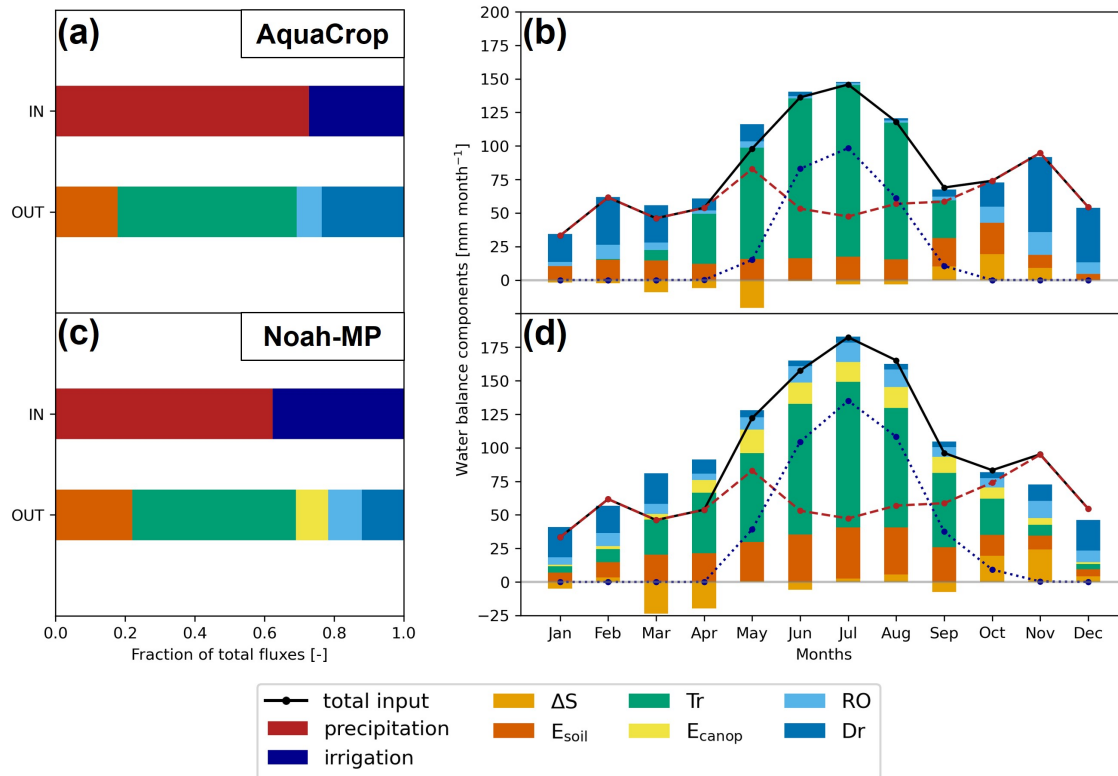 (a)
AquaCrop
IN
OUT
(b)
200
175
150
125
100
75
50
25
0
Water balance components [mm month⁻¹]
(c)
Noah-MP
IN
OUT
0.0 0.2 0.4 0.6 0.8 1.0
Fraction of total fluxes [-]
(d)
175
150
125
100
75
50
25
0
−25
Jan Feb Mar Apr May Jun Jul Aug Sep Oct Nov Dec
Months
total input ΔS Tr RO
precipitation E_soil E_canop Dr
irrigation